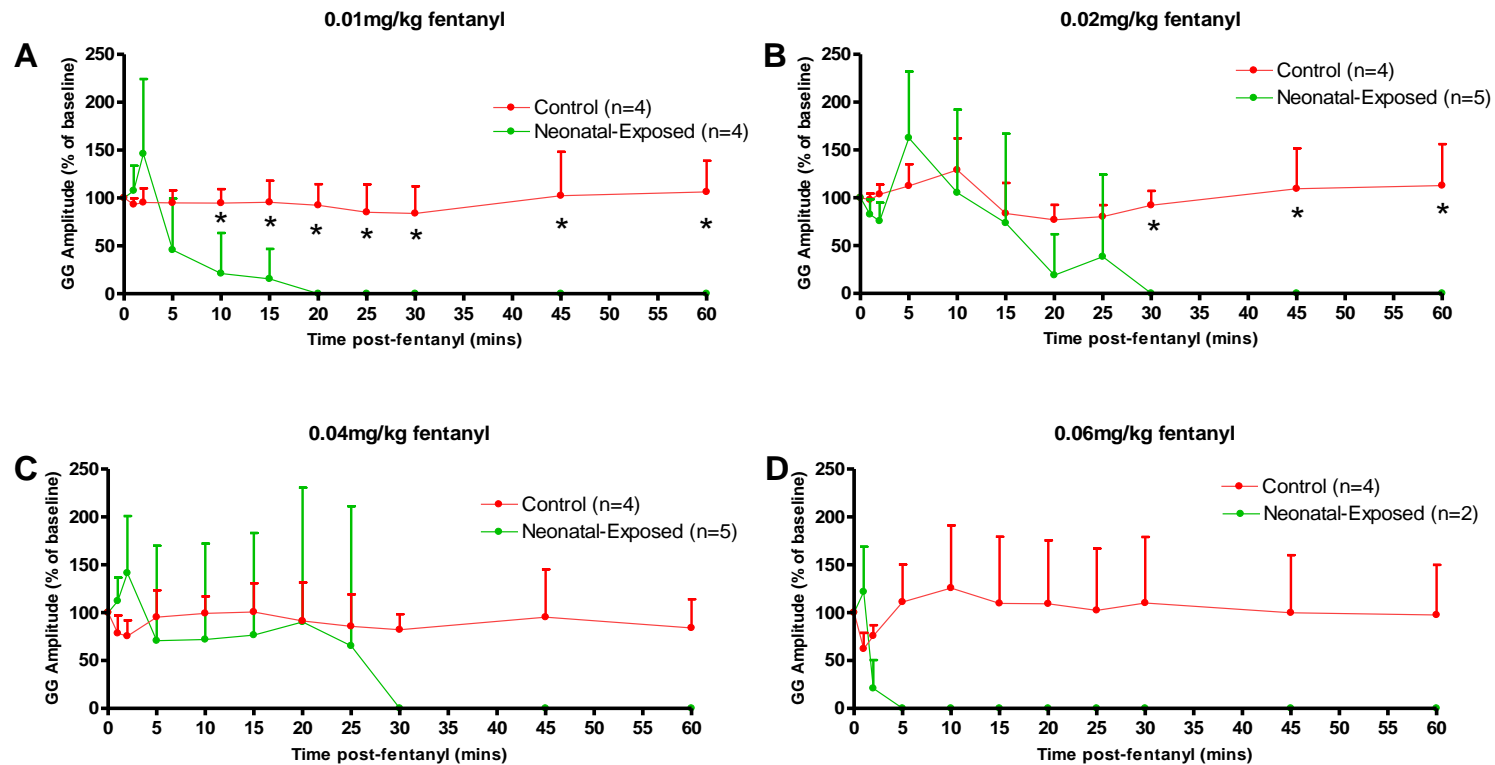 0.01mg/kg fentanyl
A
GG Amplitude (% of baseline)
250
200
150
100
50
0
Control (n=4)
Neonatal-Exposed (n=4)
* * * * * * *
0 5 10 15 20 25 30 35 40 45 50 55 60
Time post-fentanyl (mins)
0.02mg/kg fentanyl
B
GG Amplitude (% of baseline)
250
200
150
100
50
0
Control (n=4)
Neonatal-Exposed (n=5)
* * *
0 5 10 15 20 25 30 35 40 45 50 55 60
Time post-fentanyl (mins)
0.04mg/kg fentanyl
C
GG Amplitude (% of baseline)
250
200
150
100
50
0
Control (n=4)
Neonatal-Exposed (n=5)
0 5 10 15 20 25 30 35 40 45 50 55 60
Time post-fentanyl (mins)
0.06mg/kg fentanyl
D
GG Amplitude (% of baseline)
250
200
150
100
50
0
Control (n=4)
Neonatal-Exposed (n=2)
0 5 10 15 20 25 30 35 40 45 50 55 60
Time post-fentanyl (mins)